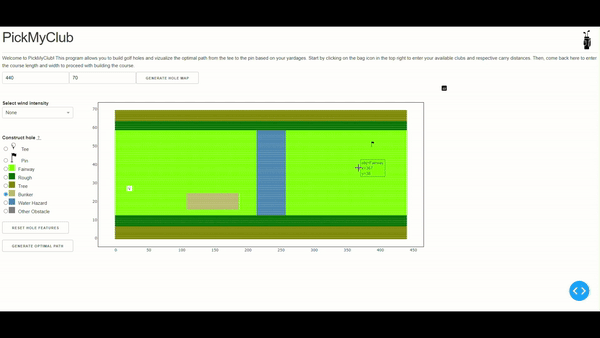 PickMyClub
Welcome to PickMyClub! This program allows you to build golf holes and visualize the optimal path from the tee to the pin based on your yardages. Start by clicking on the bag icon in the top right to enter your available clubs and respective carry distances. Then, come back here to enter
the course length and width to proceed with building the course.
440 70 GENERATE HOLE MAP
Select wind intensity
None
Construct hole
Tee
Pin
Fairway
Rough
Tree
Bunker
Water Hazard
Other Obstacle
RESET HOLE FEATURES
GENERATE OPTIMAL PATH
70
60
50
40
30
20
10
0
0 50 100 150 200 250 300 350 400 450